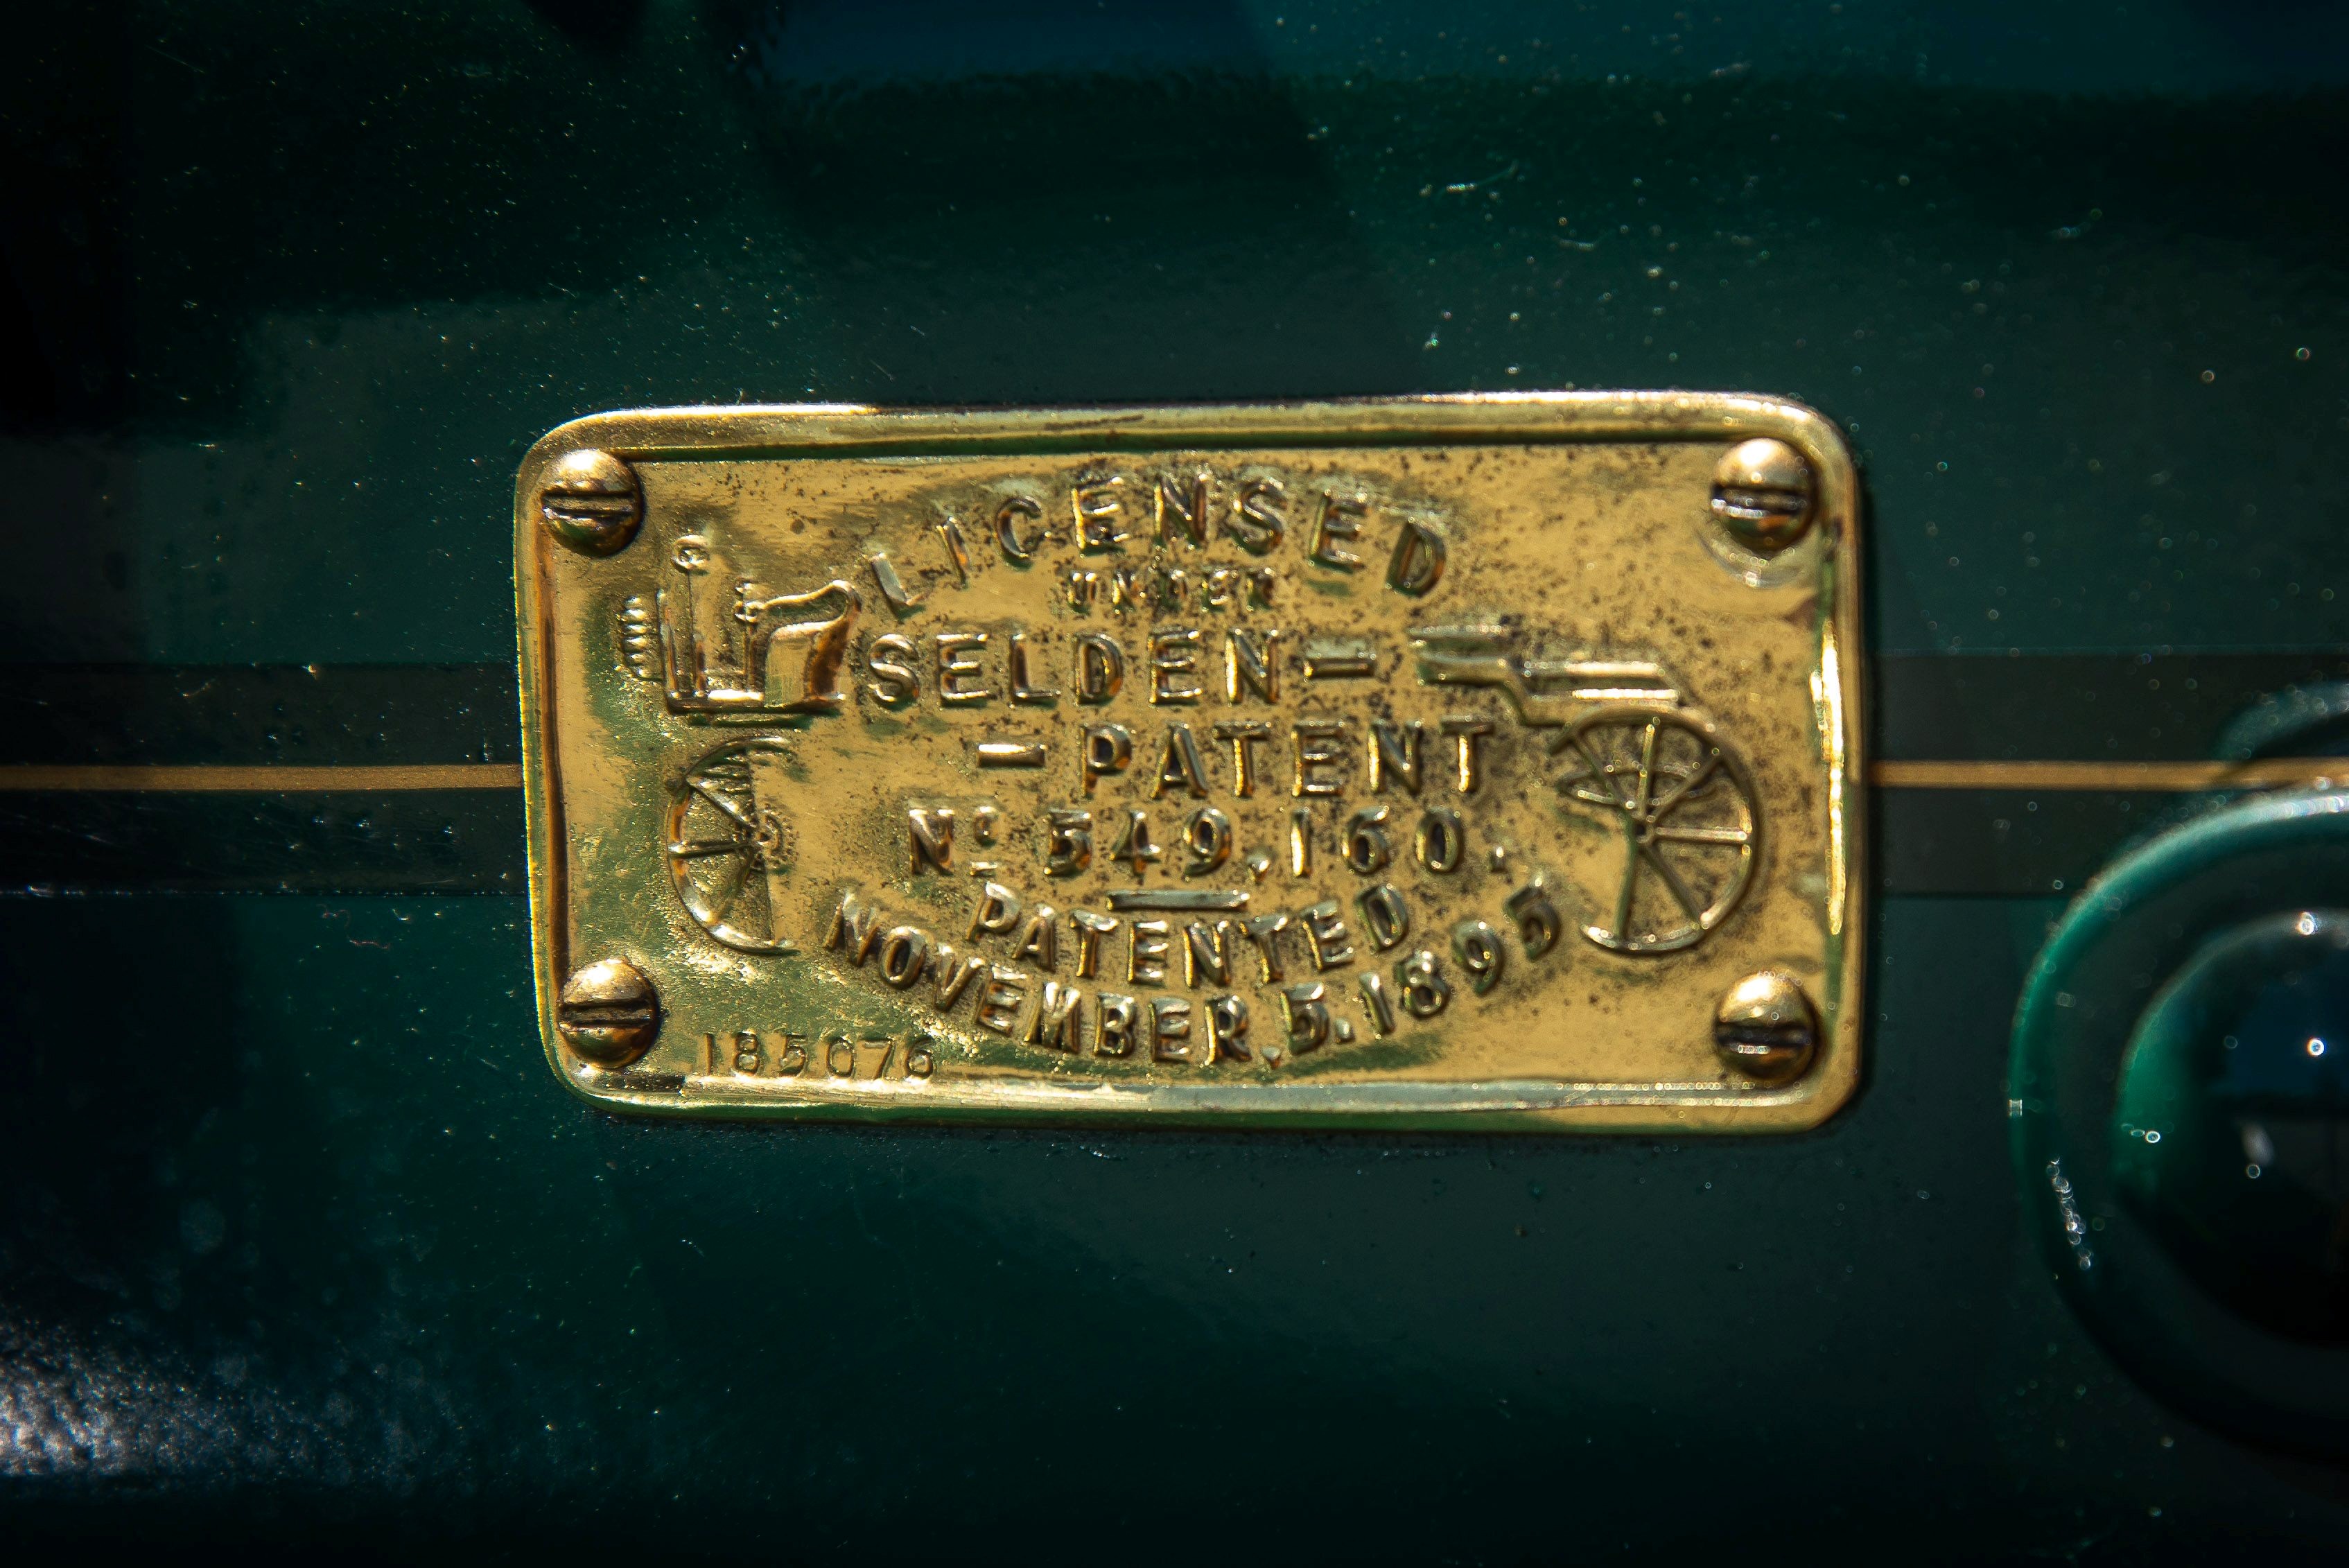 LICENSED
UNDER
SELDEN-
-PATENT
Nº 549,160.
PATENTED
NOVEMBER,5.1895
185076